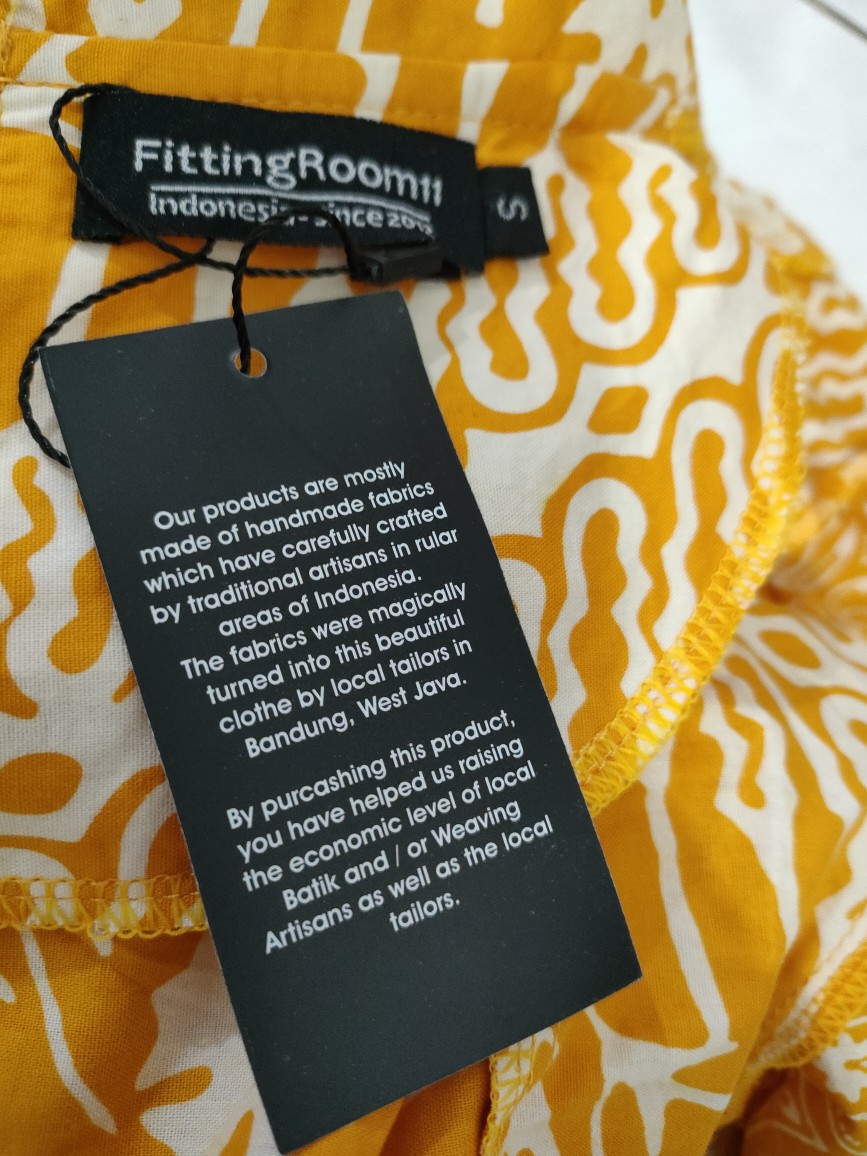 FittingRoom11
Indonesia - since
S
Our products are mostly
made of handmade fabrics
which have carefully crafted
by traditional artisans in rular
areas of Indonesia.
The fabrics were magically
turned into this beautiful
clothe by local tailors in
Bandung, West Java.
By purcashing this product,
you have helped us raising
the economic level of local
Batik and / or Weaving
Artisans as well as the local
tailors.